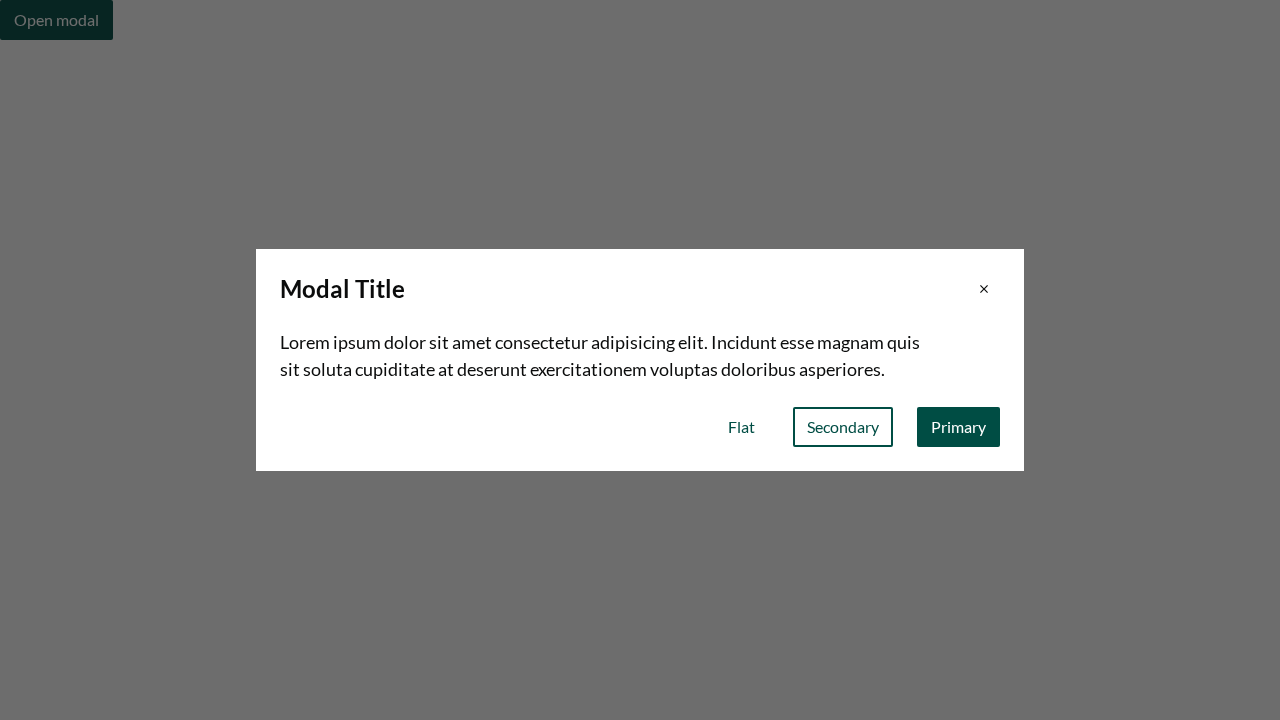 Open modal
Modal Title
×
Lorem ipsum dolor sit amet consectetur adipisicing elit. Incidunt esse magnam quis
sit soluta cupiditate at deserunt exercitationem voluptas doloribus asperiores.
Flat
Secondary
Primary